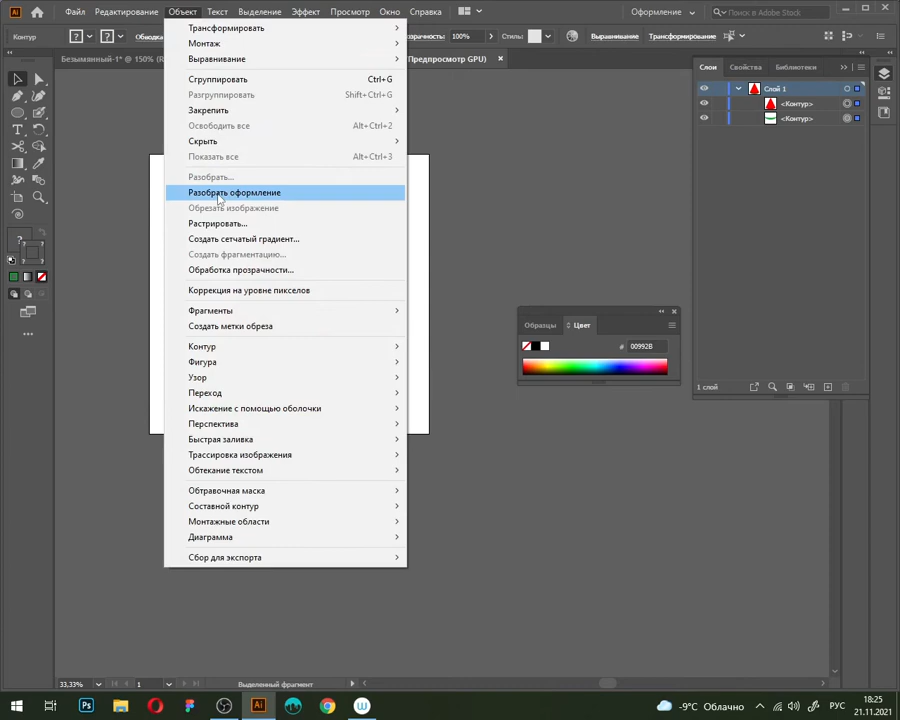 Файл Редактирование Объект Текст Выделение Эффект Просмотр Окно Справка Оформление Поиск в Adobe Stock
Контур Обводка Прозрачность: 100% Стили: Выравнивание Трансформирование
Безымянный-1* @ 150% (R Предпросмотр GPU)
Трансформировать
Монтаж
Выравнивание
Сгруппировать Ctrl+G
Разгруппировать Shift+Ctrl+G
Закрепить
Освободить все Alt+Ctrl+2
Скрыть
Показать все Alt+Ctrl+3
Разобрать...
Разобрать оформление
Обрезать изображение
Растрировать...
Создать сетчатый градиент...
Создать фрагментацию...
Обработка прозрачности...
Коррекция на уровне пикселов
Фрагменты
Создать метки обреза
Контур
Фигура
Узор
Переход
Искажение с помощью оболочки
Перспектива
Быстрая заливка
Трассировка изображения
Обтекание текстом
Обтравочная маска
Составной контур
Монтажные области
Диаграмма
Сбор для экспорта
Слои Свойства Библиотеки
Слой 1
<Контур>
<Контур>
1 слой
Образцы Цвет
# 00992B
33,33% 1 Выделенный фрагмент
-9°C Облачно РУС 18:25
21.11.2021